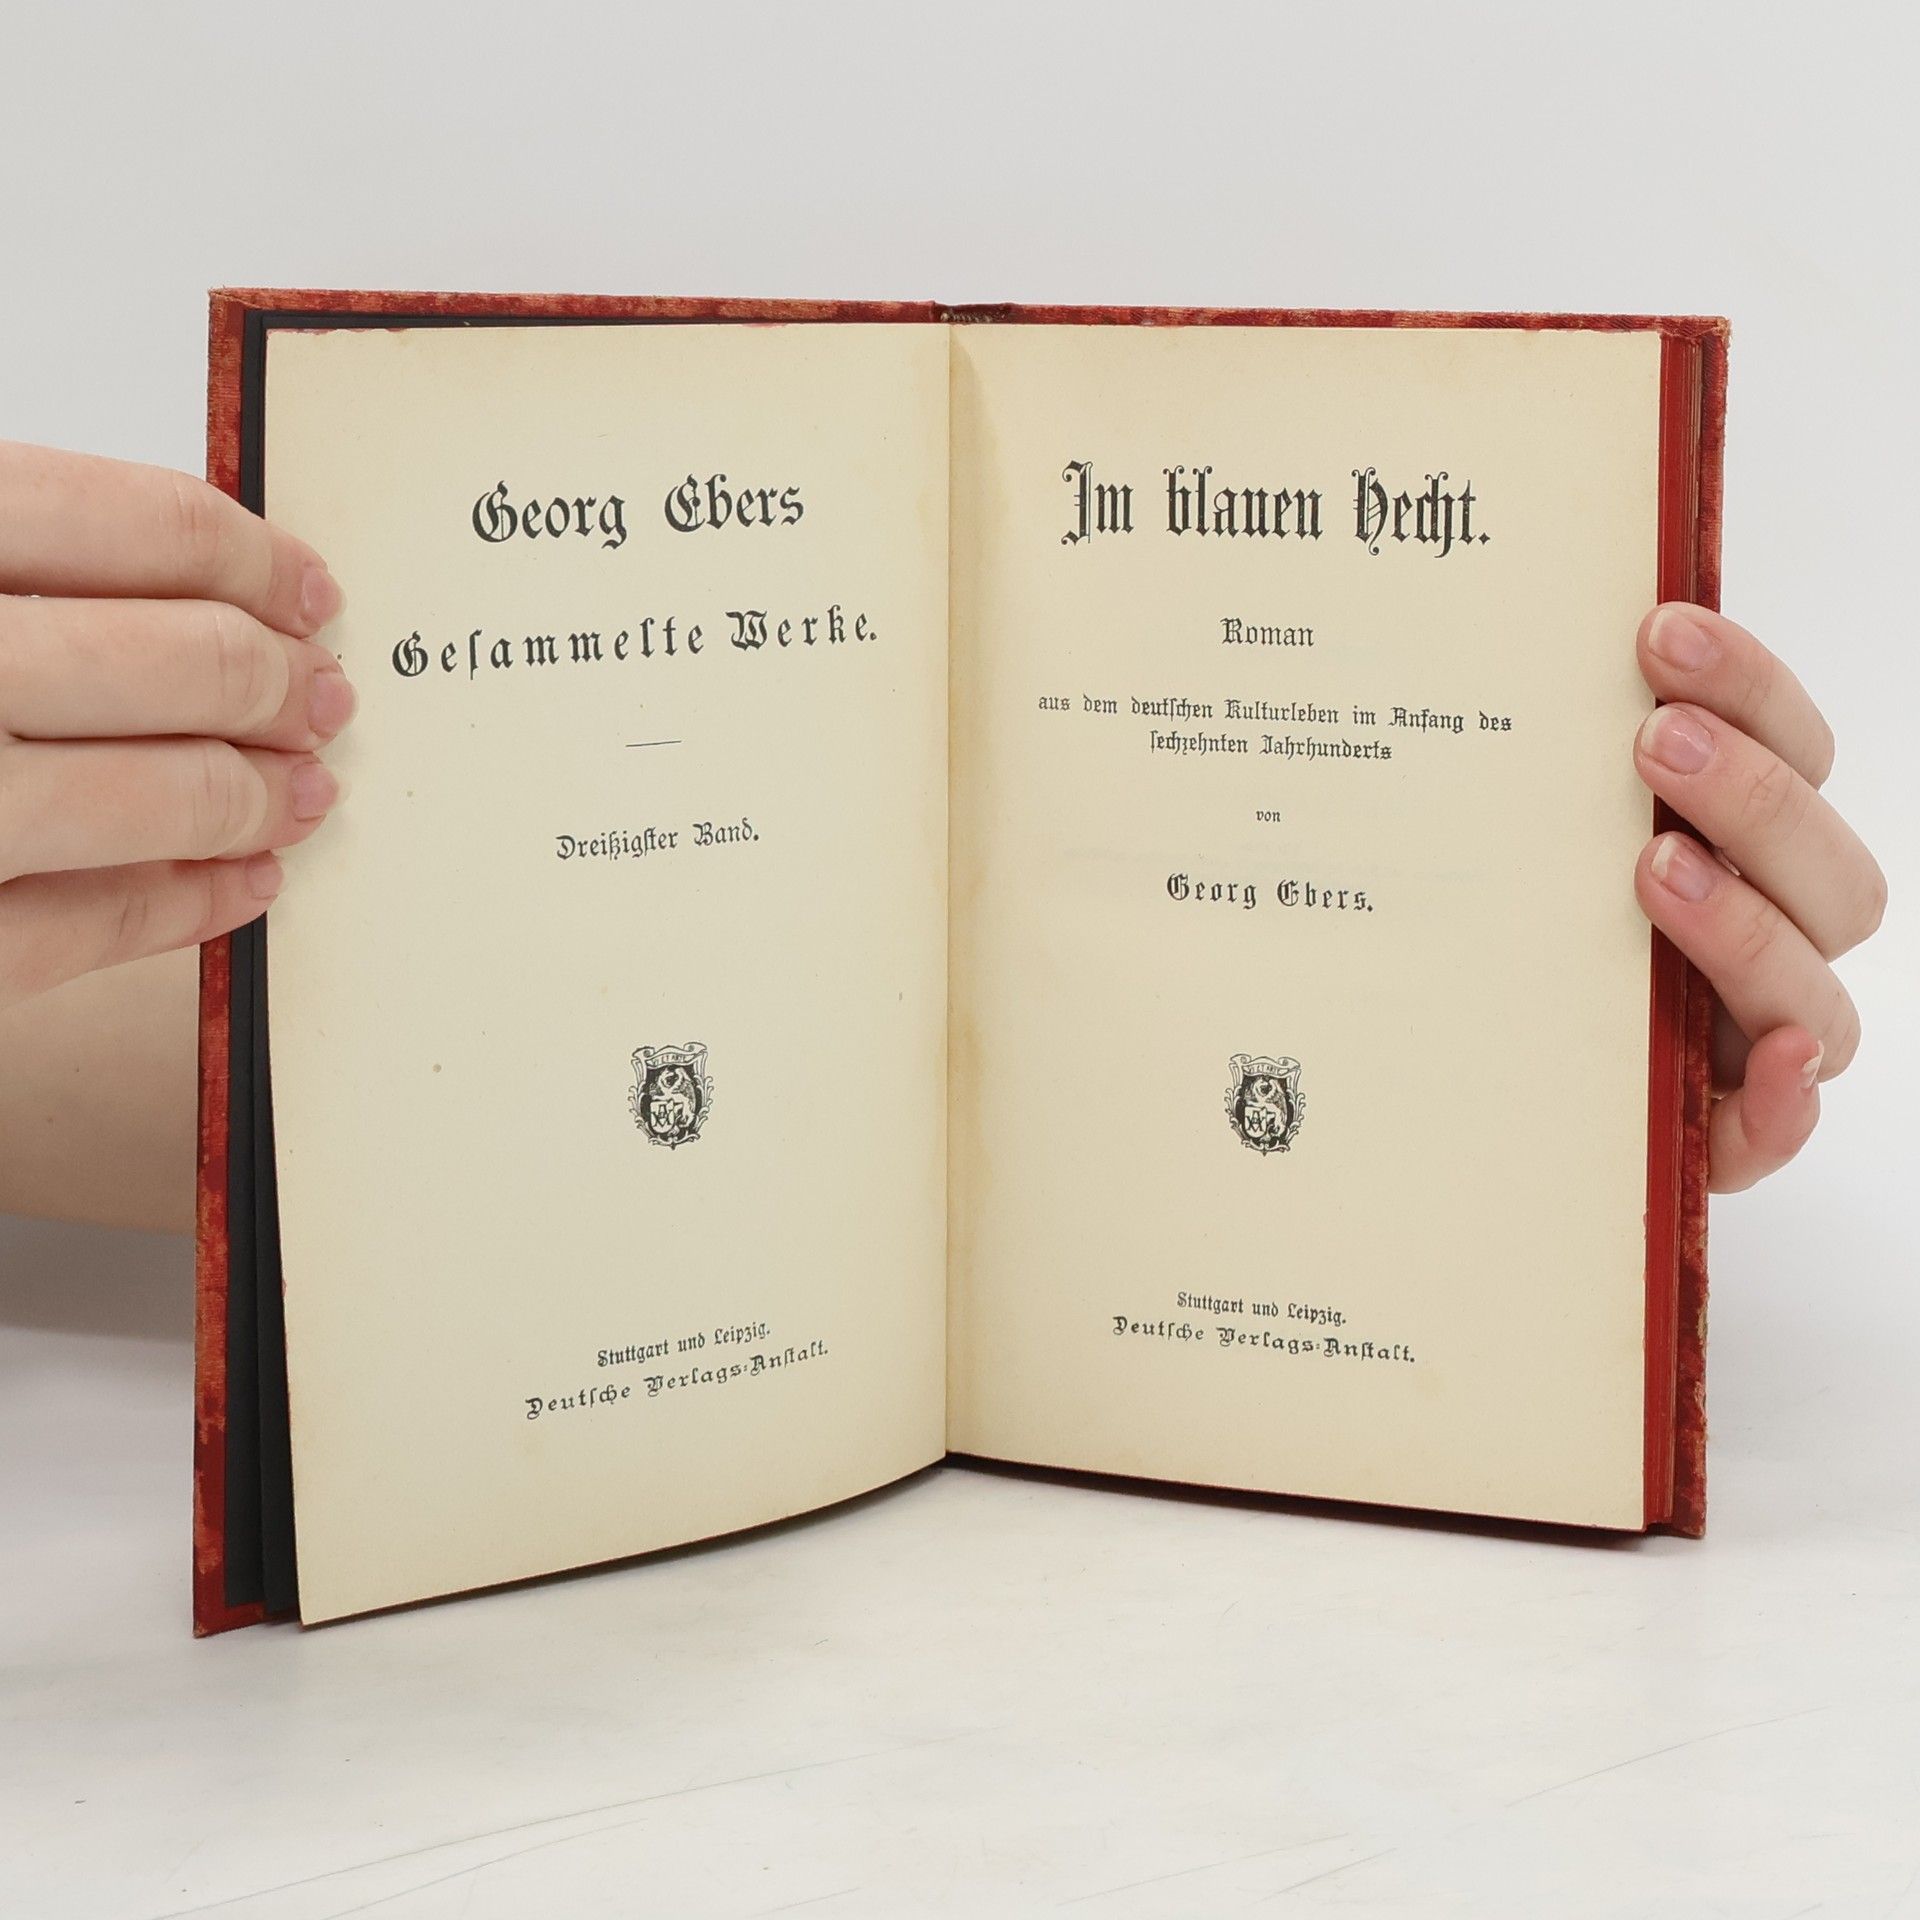 Georg Ebers
Geſammelte Werke.
Dreißigſter Band.
Stuttgart und Leipzig.
Deutſche Verlags-Anſtalt.
Im blauen Hecht.
Roman
aus dem deutſchen Kulturleben im Anfang des
ſechzehnten Jahrhunderts
von
Georg Ebers.
Stuttgart und Leipzig.
Deutſche Verlags-Anſtalt.